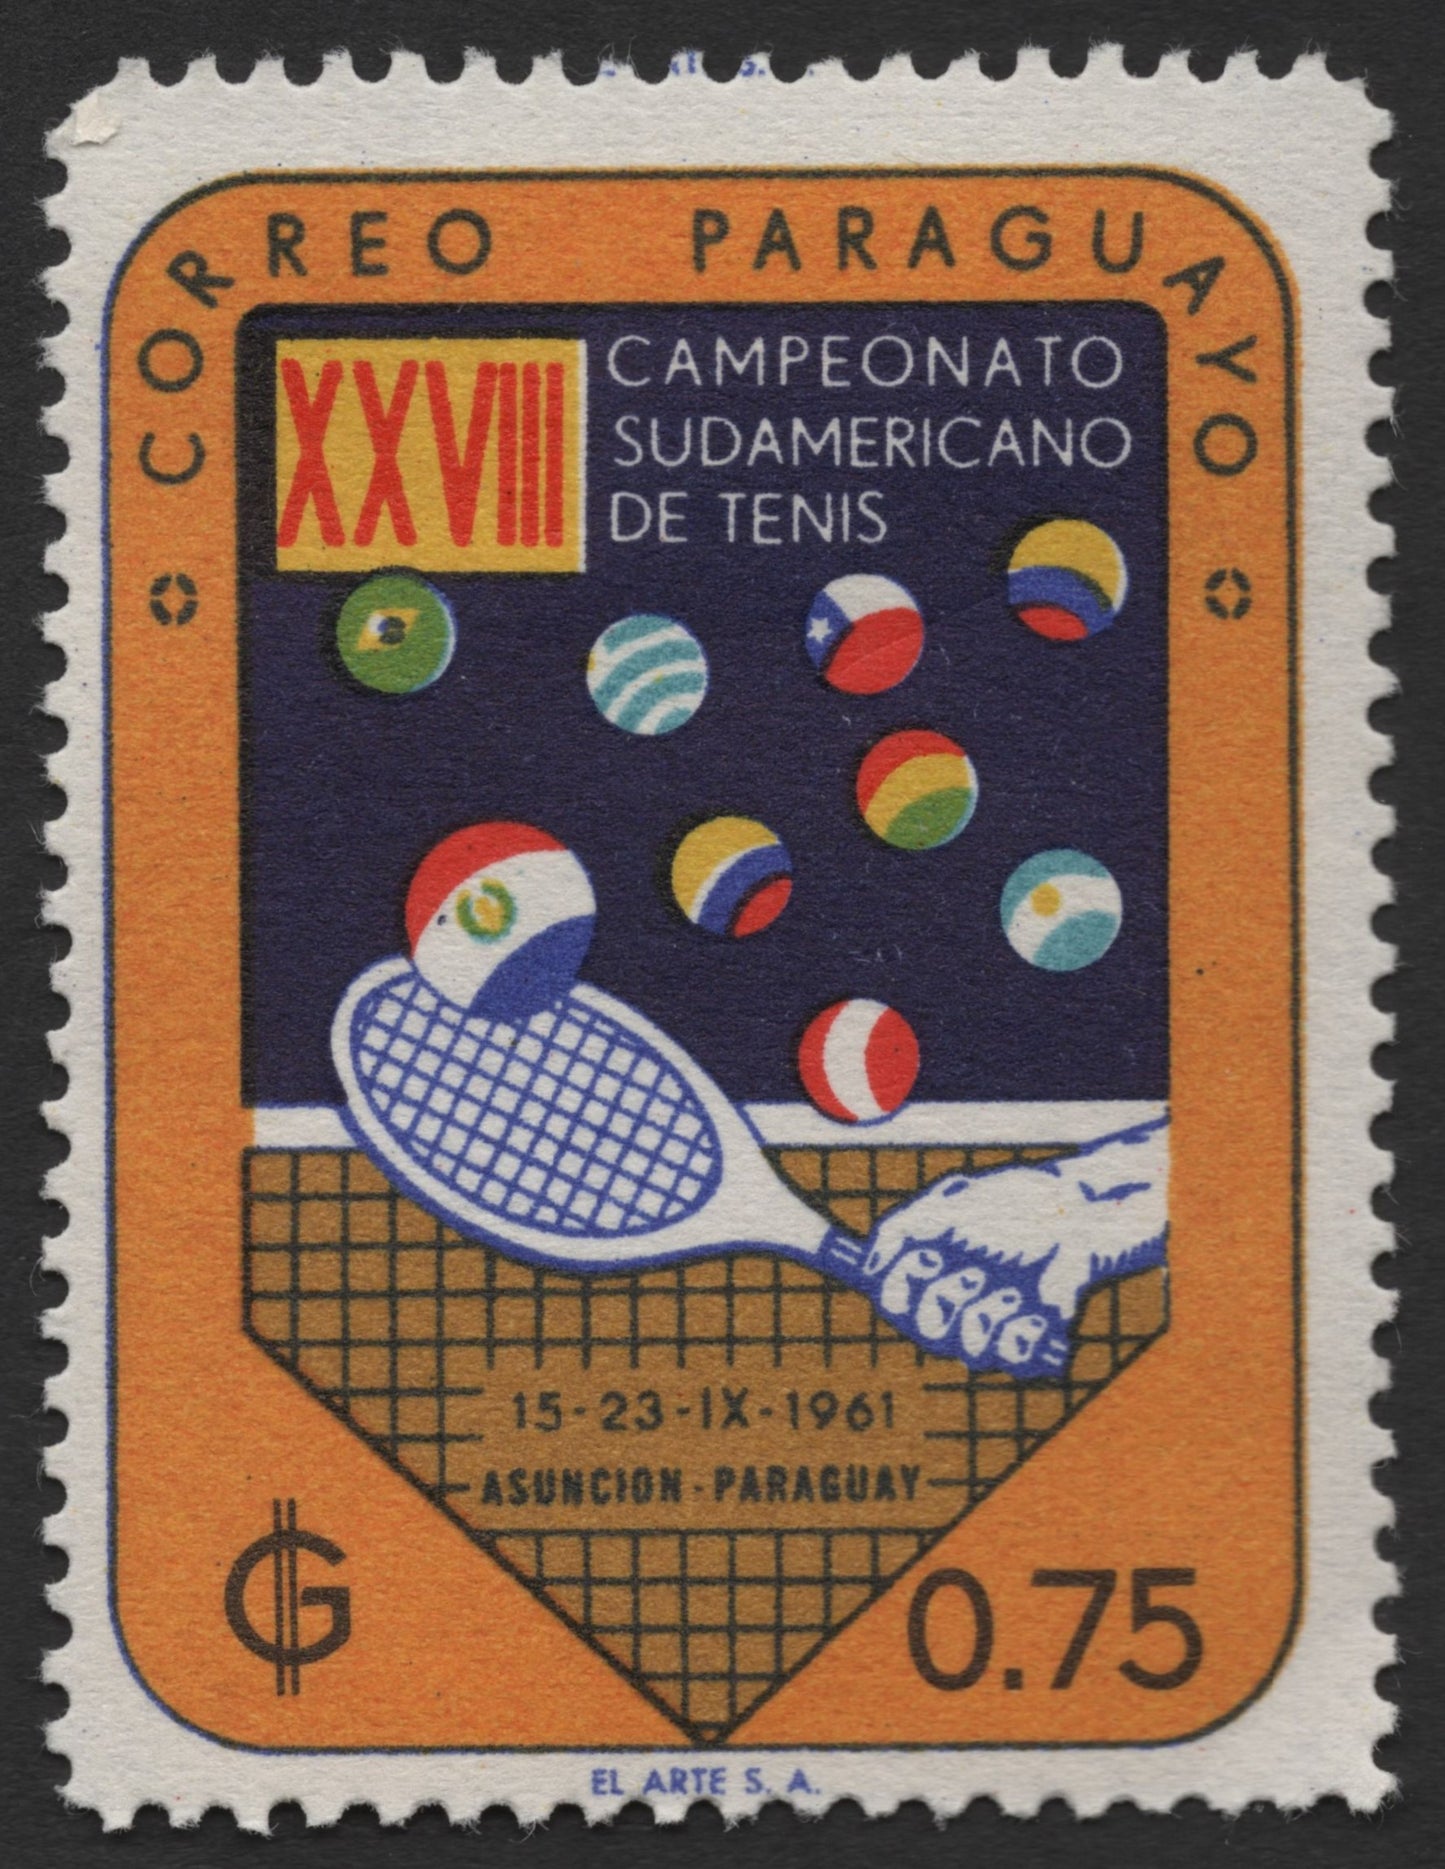 CORREO PARAGUAYO
XXVIII
CAMPEONATO
SUDAMERICANO
DE TENIS
15-23-IX-1961
ASUNCION-PARAGUAY
₲ 0.75
EL ARTE S. A.